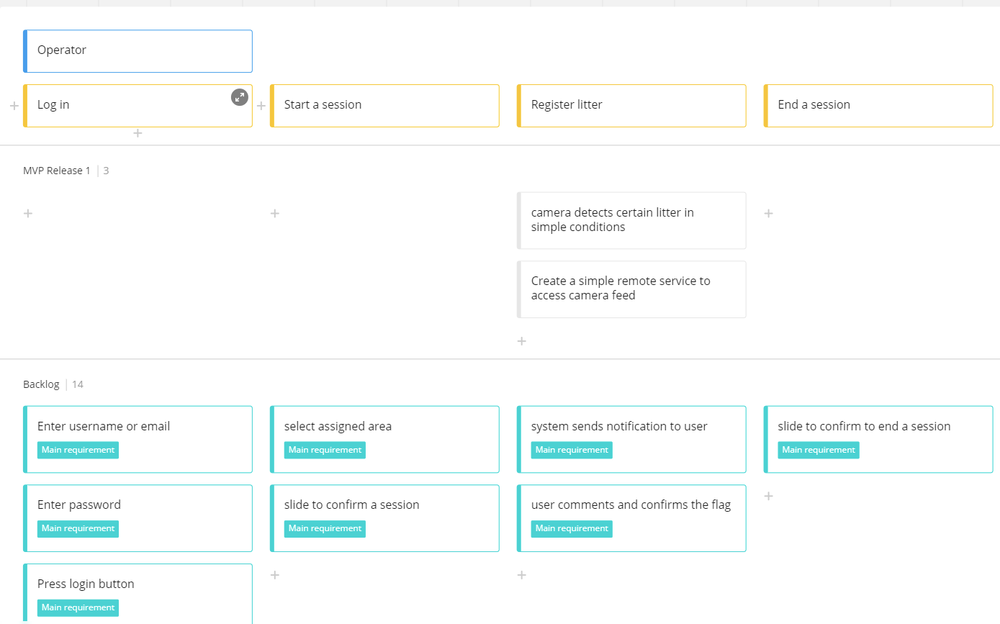 Operator
Log in
Start a session
Register litter
End a session
MVP Release 1 | 3
camera detects certain litter in
simple conditions
Create a simple remote service to
access camera feed
Backlog | 14
Enter username or email
Main requirement
select assigned area
Main requirement
system sends notification to user
Main requirement
slide to confirm to end a session
Main requirement
Enter password
Main requirement
slide to confirm a session
Main requirement
user comments and confirms the flag
Main requirement
Press login button
Main requirement